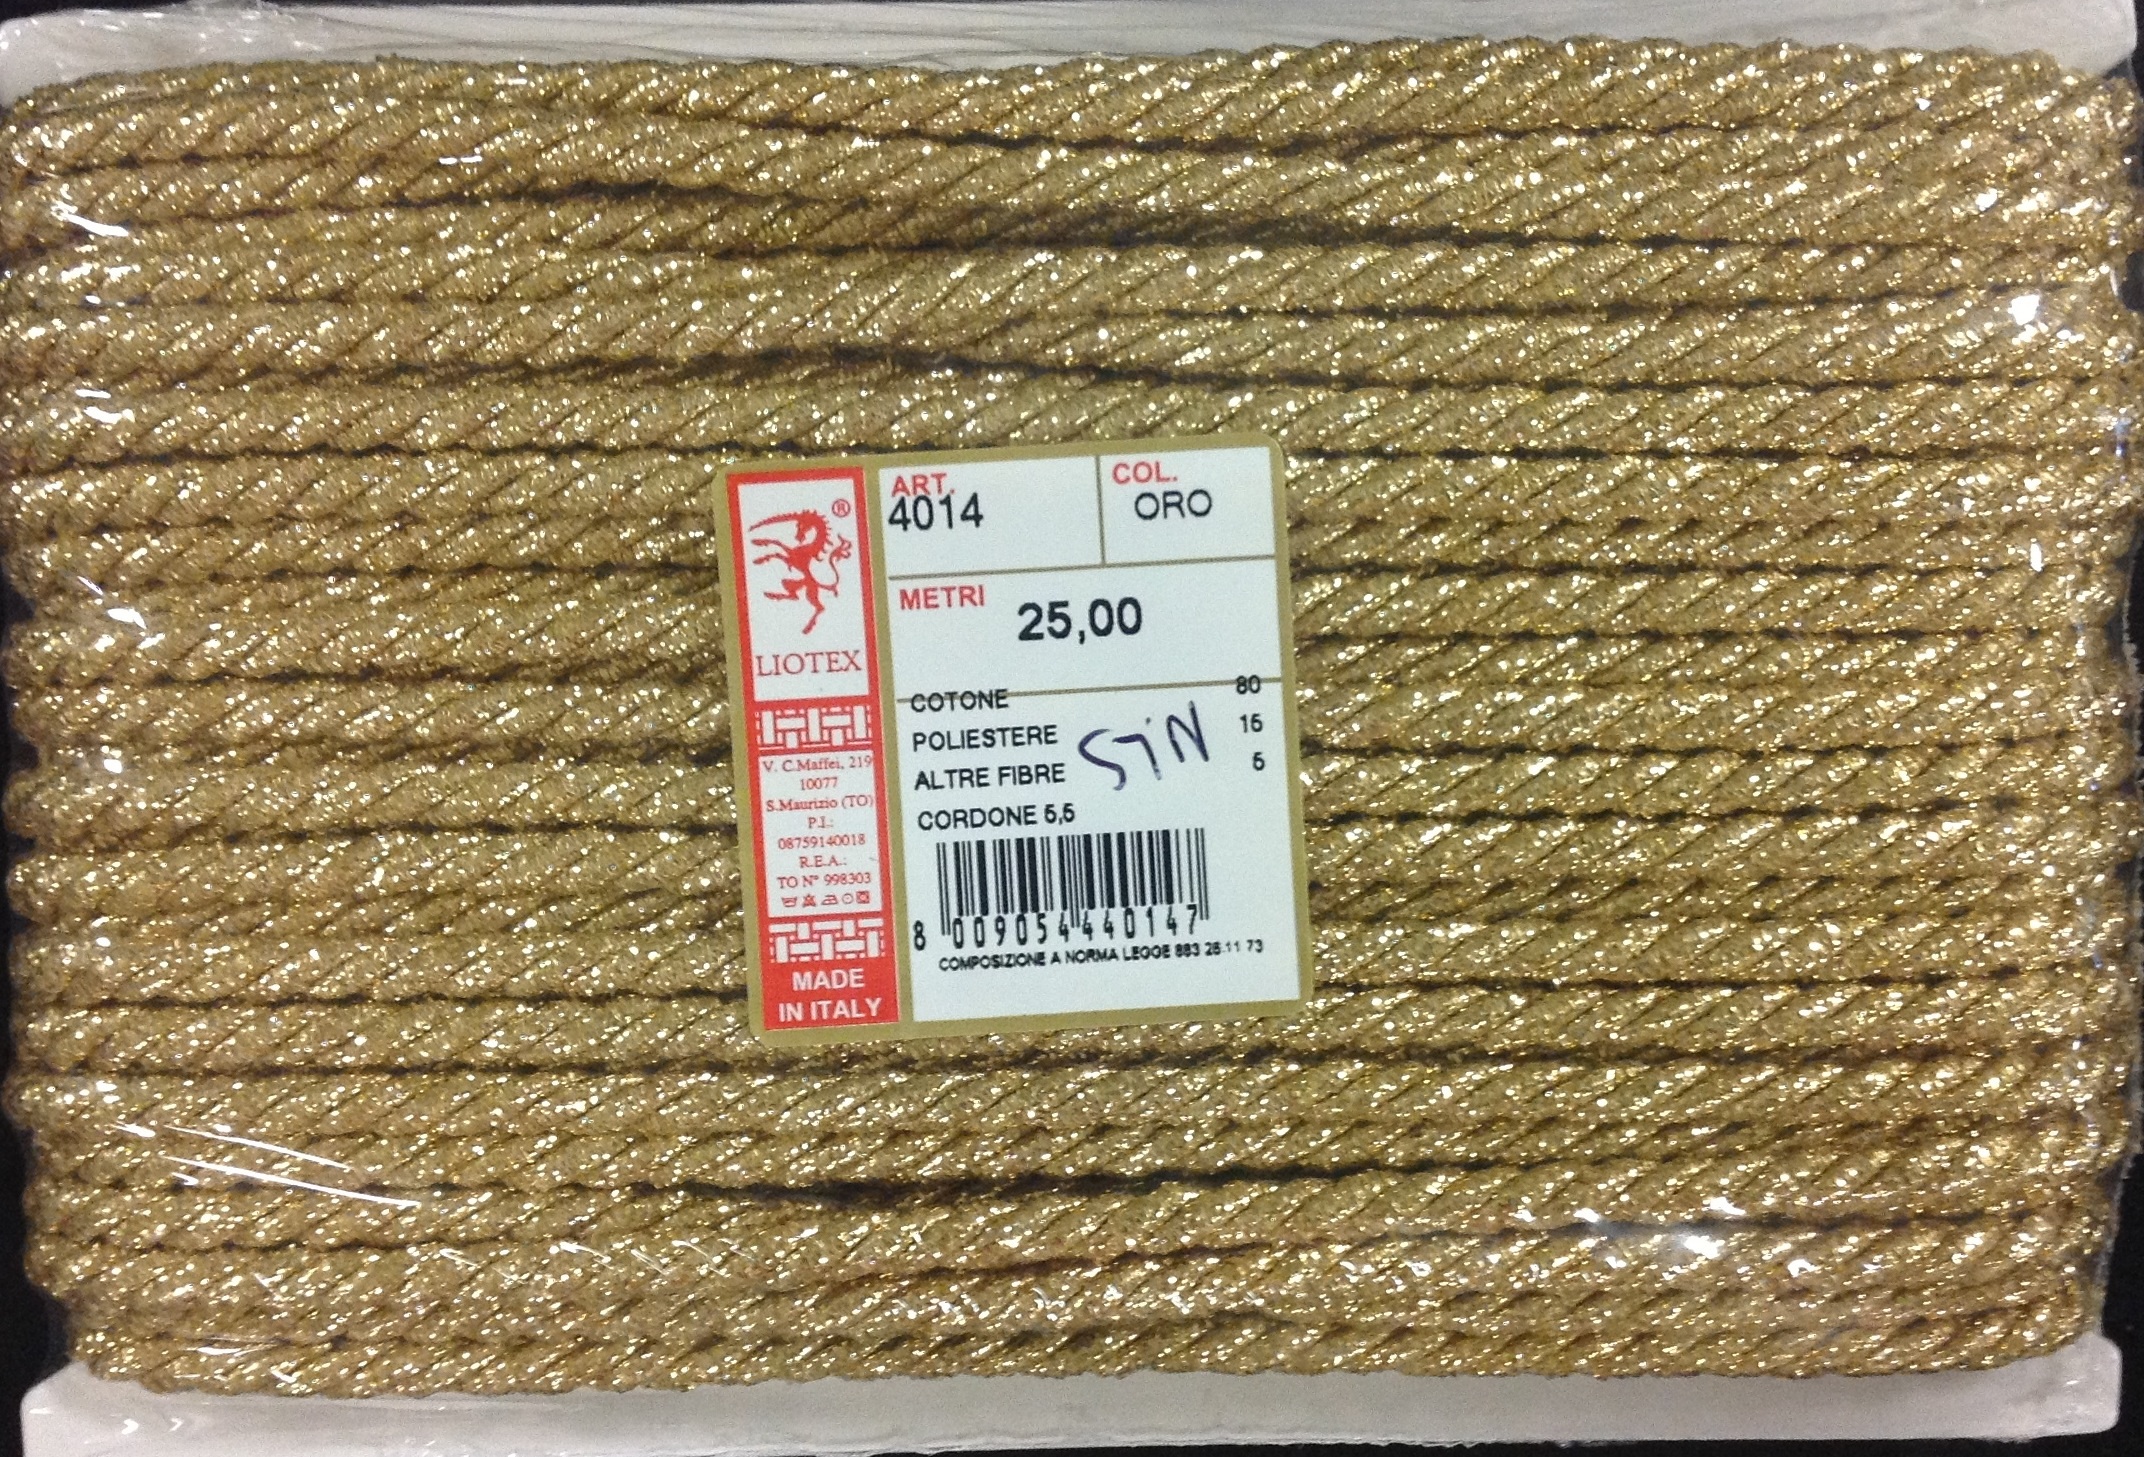 ®
LIOTEX
V. C.Maffei, 219
10077
S.Maurizio (TO)
P.I.:
08759140018
R.E.A.:
TO N° 998303
MADE
IN ITALY
ART. COL.
4014 ORO
METRI 25,00
COTONE 80
POLIESTERE 15
ALTRE FIBRE 5
SIN
CORDONE 5,5
8 009054 440147
COMPOSIZIONE A NORMA LEGGE 883 26.11 73